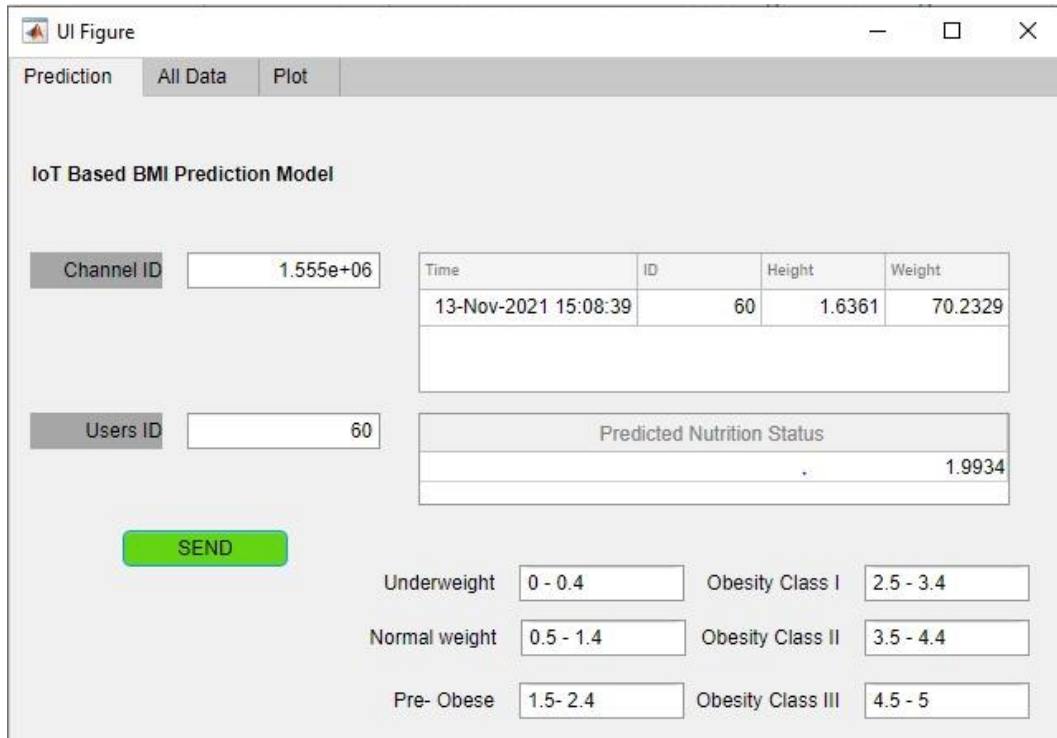 UI Figure
Prediction All Data Plot
IoT Based BMI Prediction Model
Channel ID 1.555e+06
Time ID Height Weight
13-Nov-2021 15:08:39 60 1.6361 70.2329
Users ID 60
Predicted Nutrition Status
. 1.9934
SEND
Underweight 0 - 0.4 Obesity Class I 2.5 - 3.4
Normal weight 0.5 - 1.4 Obesity Class II 3.5 - 4.4
Pre- Obese 1.5- 2.4 Obesity Class III 4.5 - 5